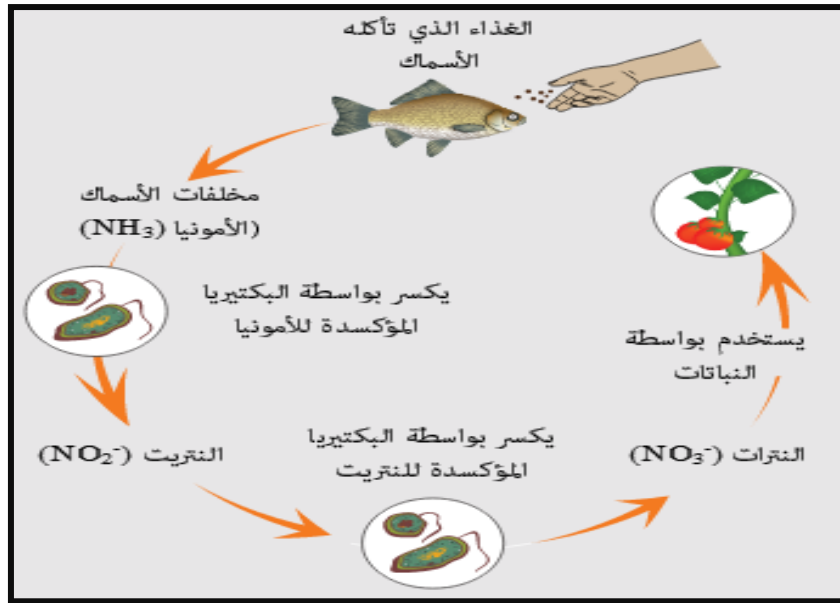 الغذاء الذي تأكله
الأسماك
مخلفات الأسماك
(الأمونيا (NH₃)
يكسر بواسطة البكتيريا
المؤكسدة للأمونيا
النتريت (NO₂⁻)
يكسر بواسطة البكتيريا
المؤكسدة للنتريت
النترات (NO₃⁻)
يستخدم بواسطة
النباتات